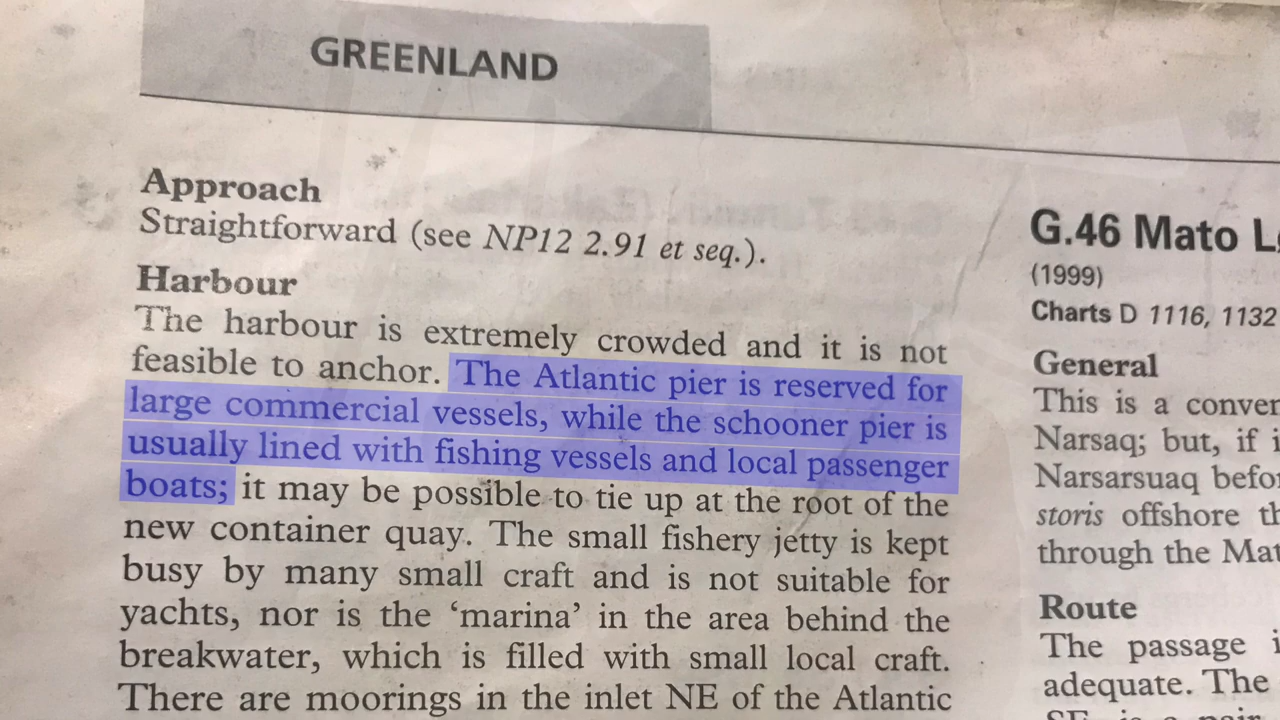 GREENLAND
Approach
Straightforward (see NP12 2.91 et seq.).
Harbour
The harbour is extremely crowded and it is not
feasible to anchor. The Atlantic pier is reserved for
large commercial vessels, while the schooner pier is
usually lined with fishing vessels and local passenger
boats; it may be possible to tie up at the root of the
new container quay. The small fishery jetty is kept
busy by many small craft and is not suitable for
yachts, nor is the ‘marina’ in the area behind the
breakwater, which is filled with small local craft.
There are moorings in the inlet NE of the Atlantic
G.46 Mato
(1999)
Charts D 1116, 1132
General
This is a
Narsaq; but, if
Narsarsuaq
storis offshore
through the
Route
The passage
adequate. The